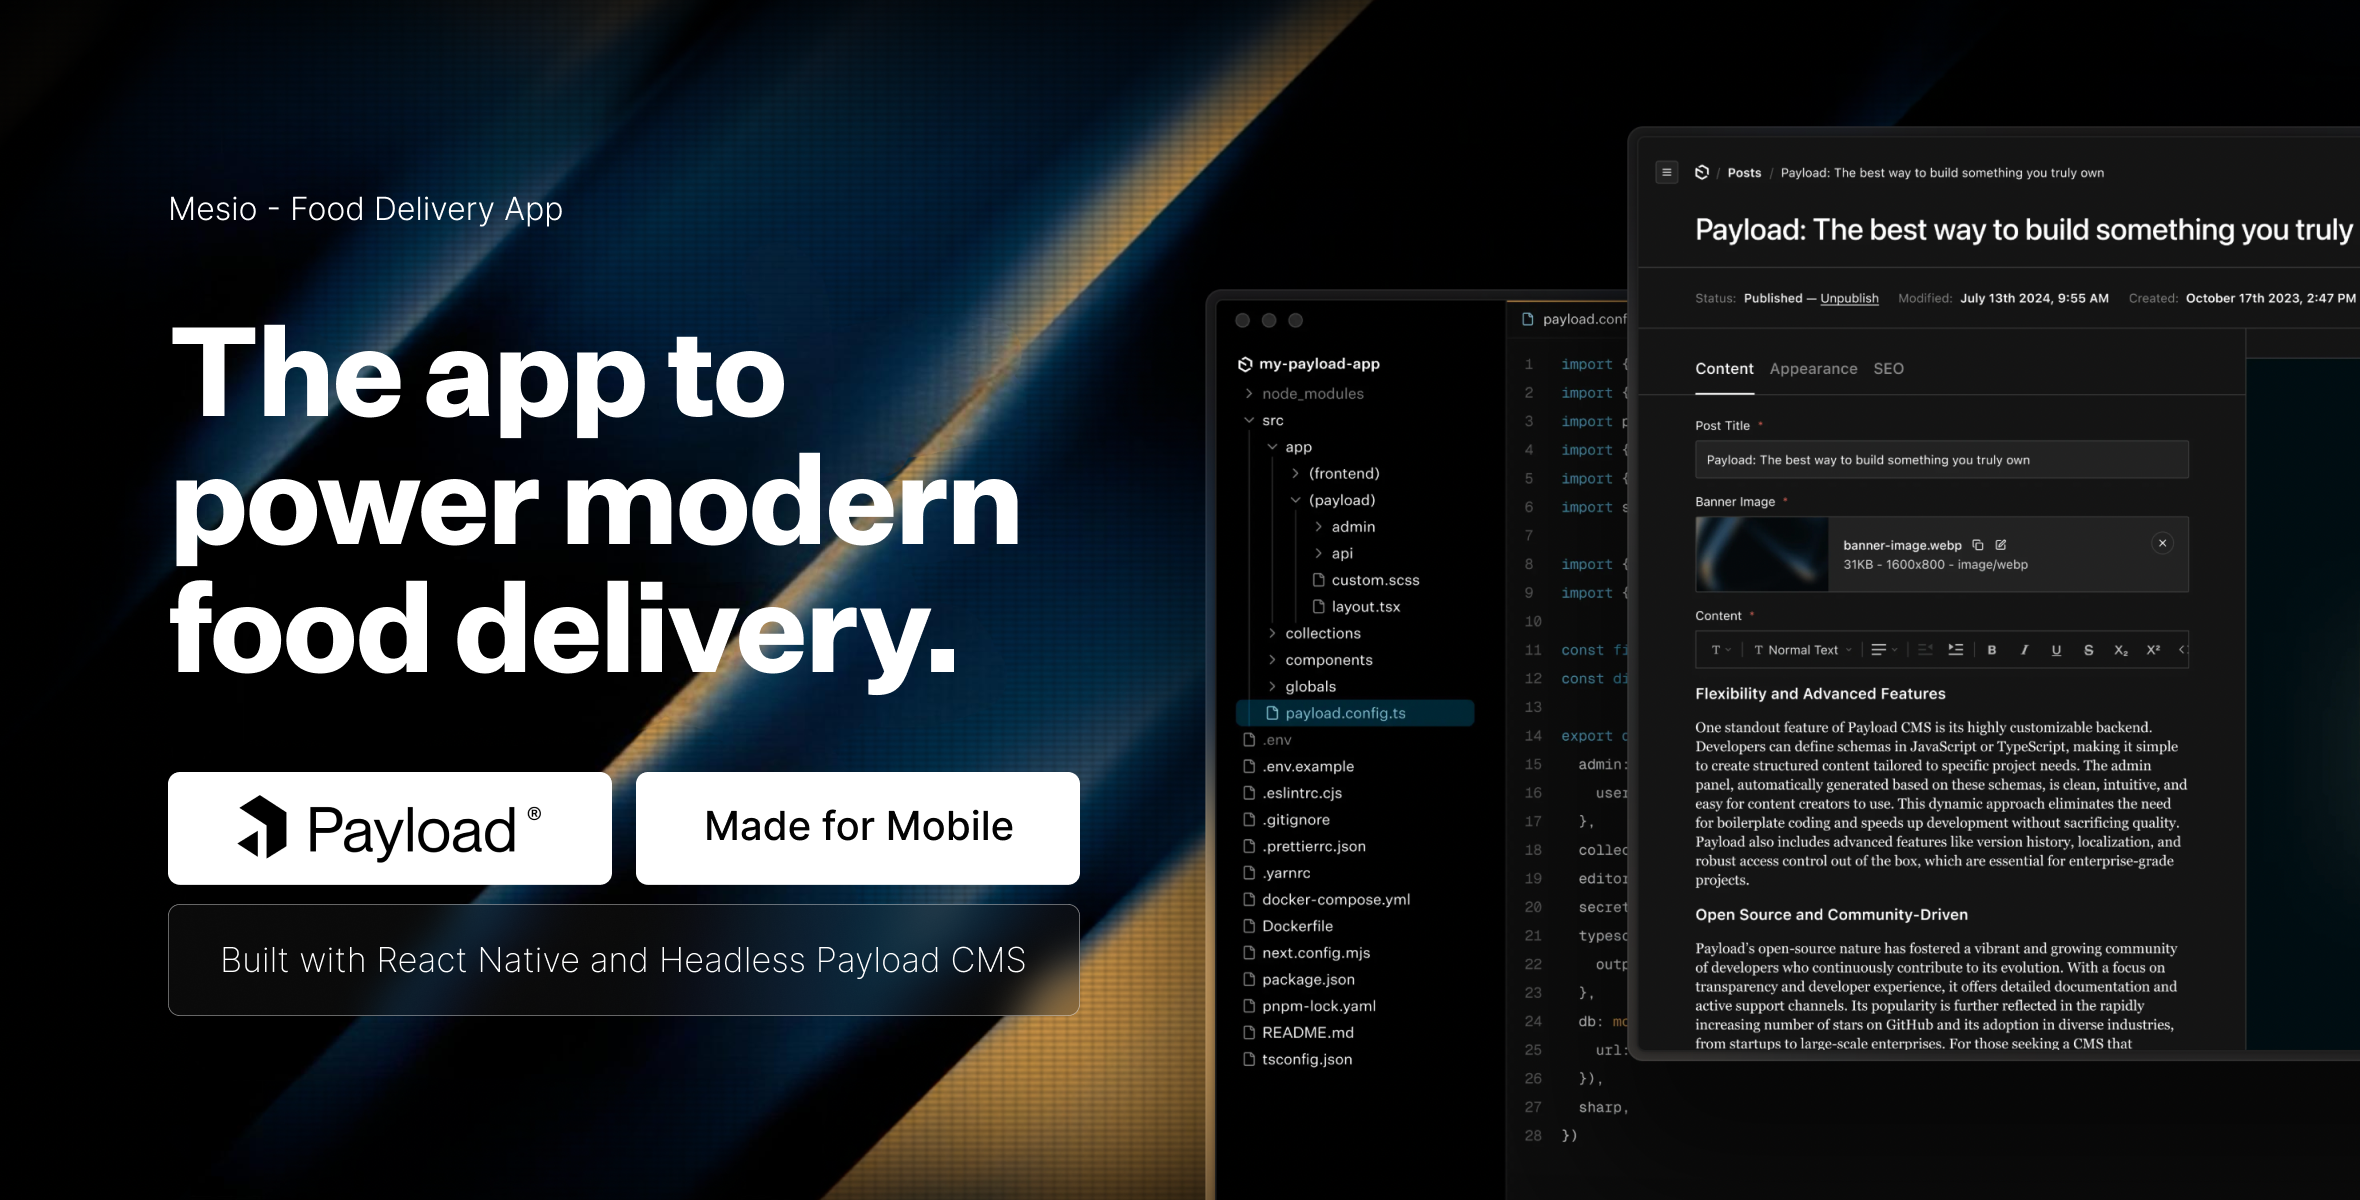 Mesio - Food Delivery App
The app to
power modern
food delivery.
Payload ®
Made for Mobile
Built with React Native and Headless Payload CMS
my-payload-app
node_modules
src
app
(frontend)
(payload)
admin
api
custom.scss
layout.tsx
collections
components
globals
payload.config.ts
.env
.env.example
.eslintrc.cjs
.gitignore
.prettierrc.json
.yarnrc
docker-compose.yml
Dockerfile
next.config.mjs
package.json
pnpm-lock.yaml
README.md
tsconfig.json
payload.conf
1 import {
2 import {
3 import p
4 import {
5 import {
6 import s
7
8 import {
9 import {
10
11 const fi
12 const di
13
14 export d
15 admin:
16 user
17 },
18 collec
19 editor
20 secret
21 typesc
22 outp
23 },
24 db: mo
25 url:
26 }),
27 sharp,
28 })
/ Posts / Payload: The best way to build something you truly own
Payload: The best way to build something you truly
Status: Published — Unpublish Modified: July 13th 2024, 9:55 AM Created: October 17th 2023, 2:47 PM
Content Appearance SEO
Post Title *
Payload: The best way to build something you truly own
Banner Image *
banner-image.webp
31KB - 1600x800 - image/webp
Content *
T T Normal Text B I U S X₂ X²
Flexibility and Advanced Features
One standout feature of Payload CMS is its highly customizable backend.
Developers can define schemas in JavaScript or TypeScript, making it simple
to create structured content tailored to specific project needs. The admin
panel, automatically generated based on these schemas, is clean, intuitive, and
easy for content creators to use. This dynamic approach eliminates the need
for boilerplate coding and speeds up development without sacrificing quality.
Payload also includes advanced features like version history, localization, and
robust access control out of the box, which are essential for enterprise-grade
projects.
Open Source and Community-Driven
Payload's open-source nature has fostered a vibrant and growing community
of developers who continuously contribute to its evolution. With a focus on
transparency and developer experience, it offers detailed documentation and
active support channels. Its popularity is further reflected in the rapidly
increasing number of stars on GitHub and its adoption in diverse industries,
from startups to large-scale enterprises. For those seeking a CMS that